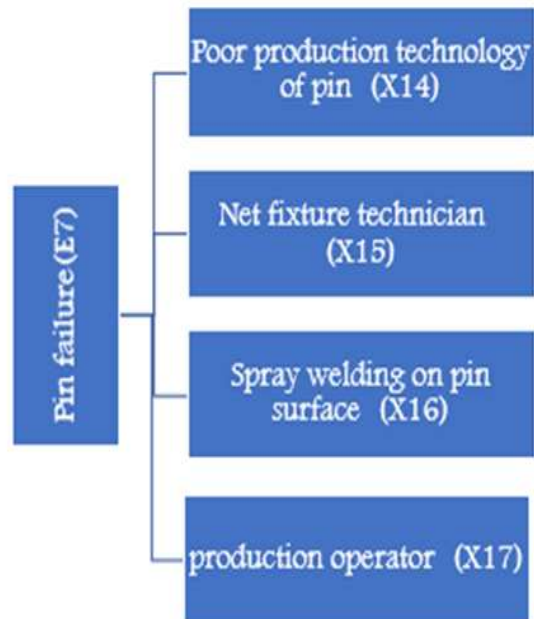 Poor production technology
of pin (X14)
Net fixture technician
(X15)
Pin failure(E7)
Spray welding on pin
surface (X16)
production operator (X17)